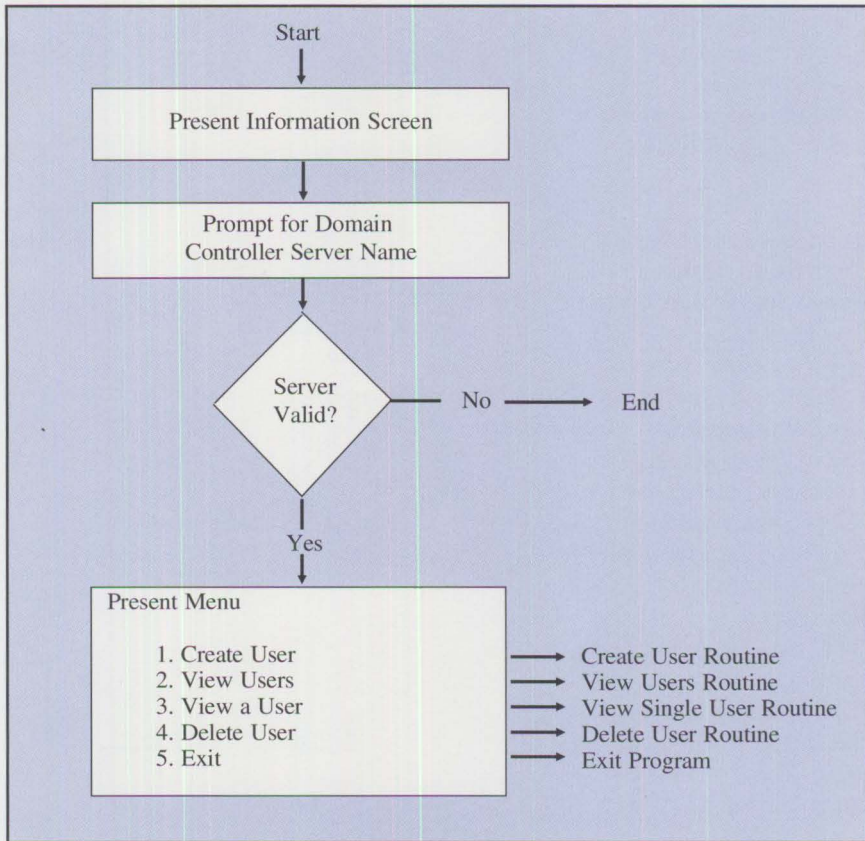 Start
Present Information Screen
Prompt for Domain
Controller Server Name
Server
Valid?
No
End
Yes
Present Menu
1. Create User
2. View Users
3. View a User
4. Delete User
5. Exit
Create User Routine
View Users Routine
View Single User Routine
Delete User Routine
Exit Program